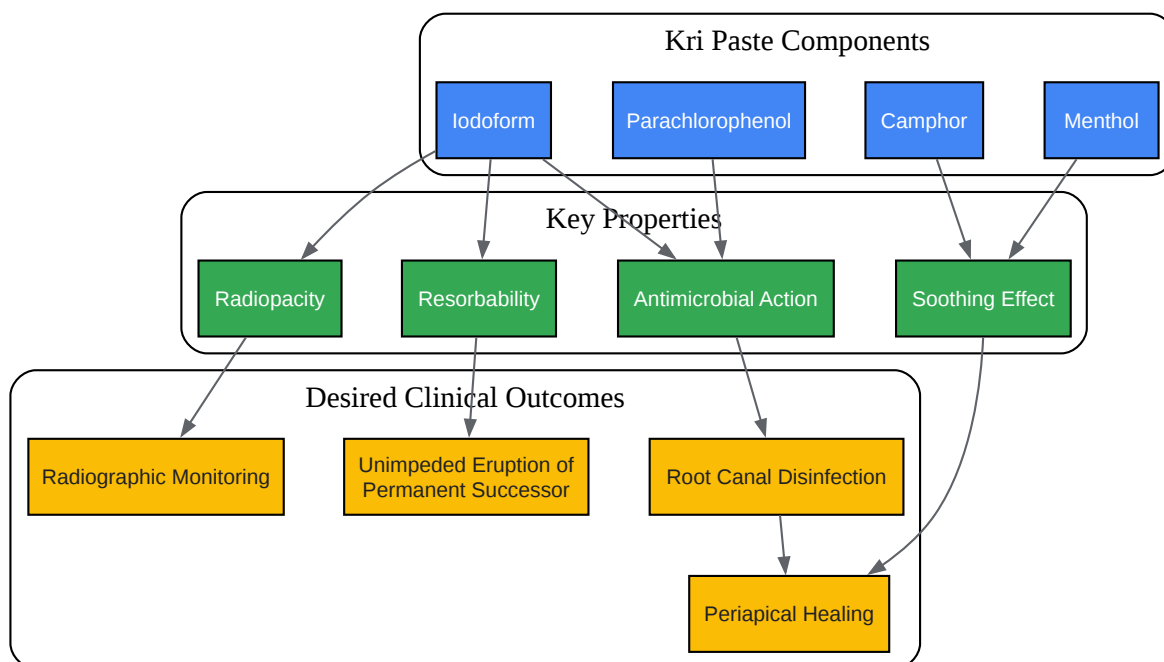 Kri Paste Components
Iodoform
Parachlorophenol
Camphor
Menthol
Key Properties
Radiopacity
Resorbability
Antimicrobial Action
Soothing Effect
Desired Clinical Outcomes
Radiographic Monitoring
Unimpeded Eruption of
Permanent Successor
Root Canal Disinfection
Periapical Healing